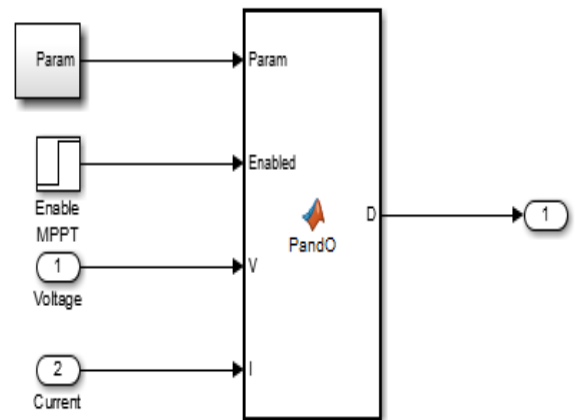 Param
Param
Enabled
Enable
MPPT
D
1
PandO
1
V
Voltage
2
I
Current